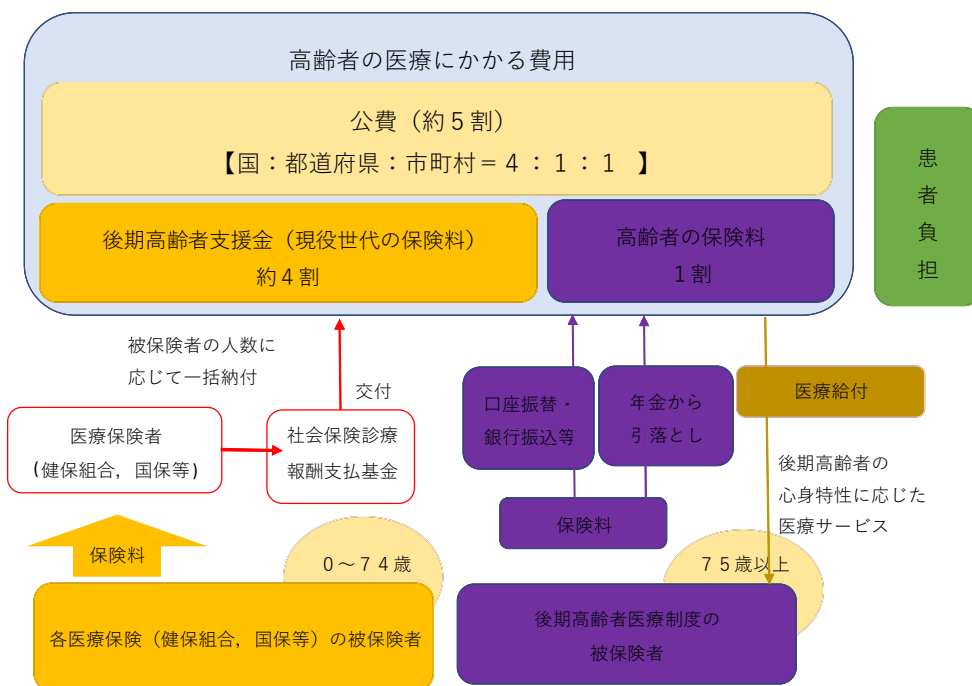 高齢者の医療にかかる費用
公費（約５割）
【国：都道府県：市町村＝４：１：１　】
後期高齢者支援金（現役世代の保険料）
約４割
高齢者の保険料
１割
患
者
負
担
被保険者の人数に
応じて一括納付
交付
医療保険者
(健保組合，国保等)
社会保険診療
報酬支払基金
口座振替・
銀行振込等
年金から
引落とし
医療給付
後期高齢者の
心身特性に応じた
医療サービス
保険料
保険料
０～７４歳
７５歳以上
各医療保険（健保組合，国保等）の被保険者
後期高齢者医療制度の
被保険者